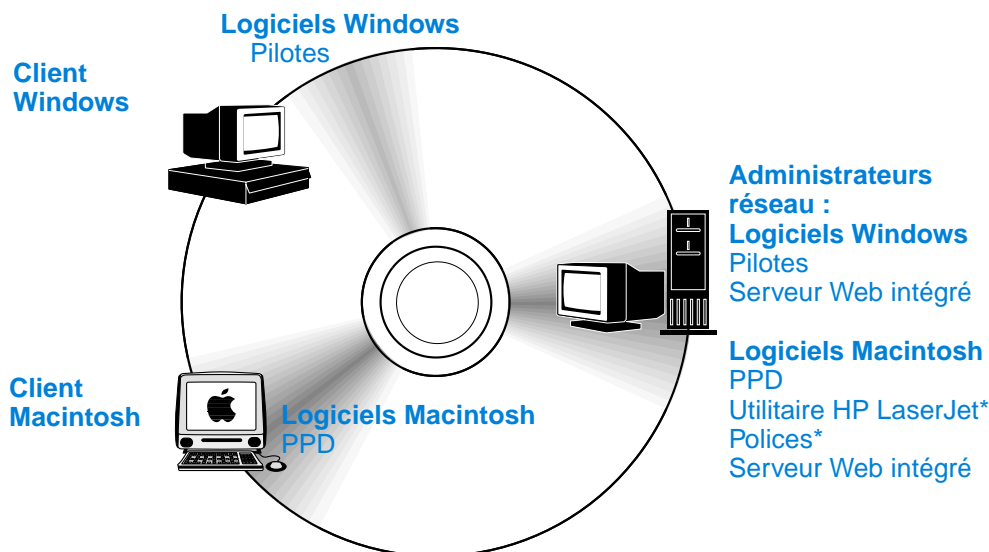 Logiciels Windows
Pilotes
Client
Windows
Administrateurs
réseau :
Logiciels Windows
Pilotes
Serveur Web intégré
Logiciels Macintosh
PPD
Utilitaire HP LaserJet*
Polices*
Serveur Web intégré
Client
Macintosh
Logiciels Macintosh
PPD